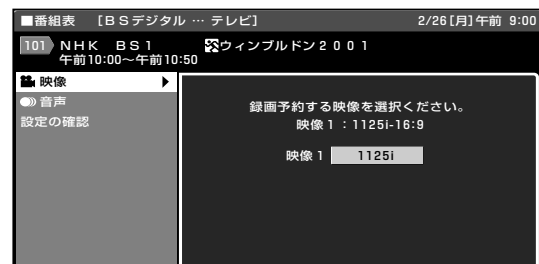 ■番組表 [BSデジタル … テレビ] 2/26[月]午前 9:00
101 NHK BS1 ウィンブルドン2001
午前10:00〜午前10:50
映像
音声
設定の確認
録画予約する映像を選択ください。
映像1：1125i-16:9
映像1 1125i